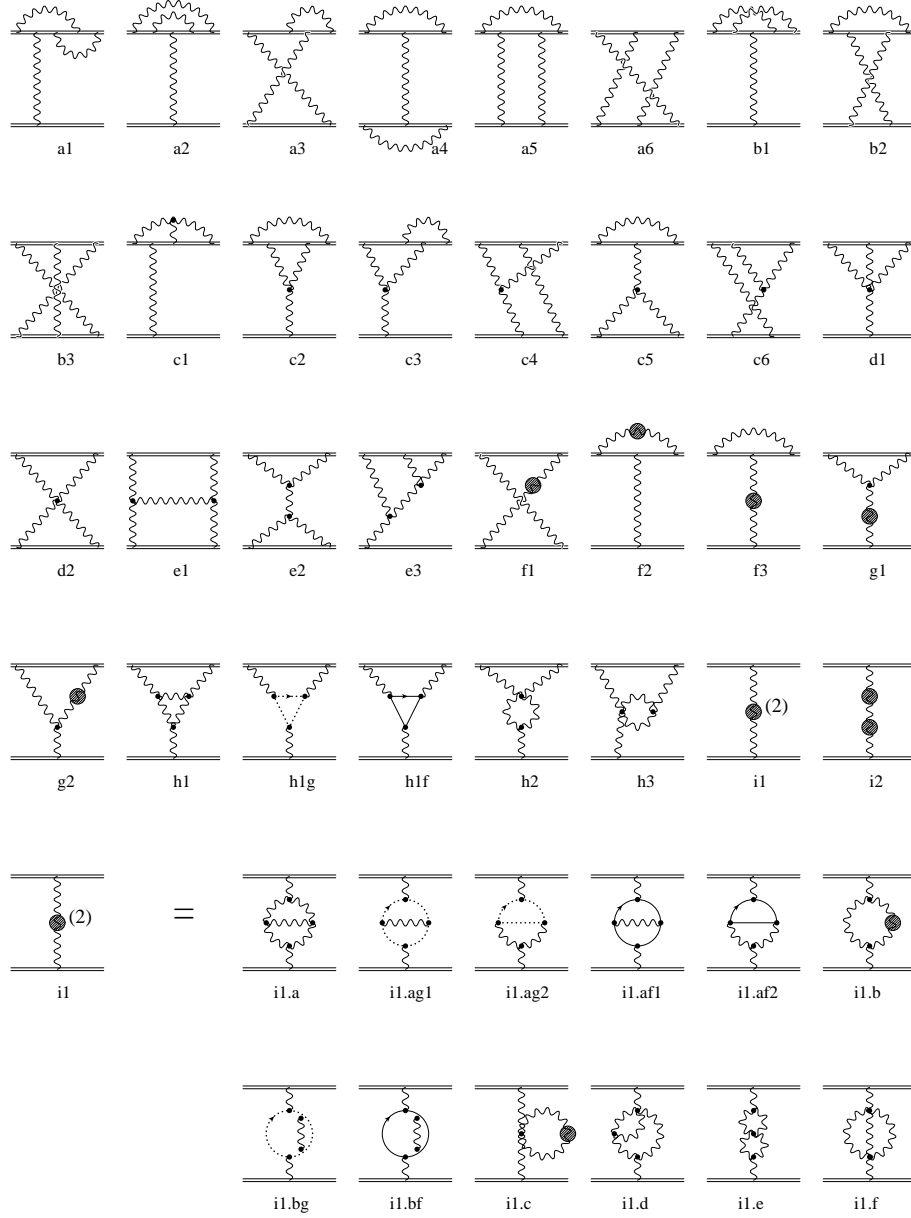 a1 a2 a3 a4 a5 a6 b1 b2
b3 c1 c2 c3 c4 c5 c6 d1
d2 e1 e2 e3 f1 f2 f3 g1
(2)
g2 h1 h1g h1f h2 h3 i1 i2
(2) =
i1 i1.a i1.ag1 i1.ag2 i1.af1 i1.af2 i1.b
i1.bg i1.bf i1.c i1.d i1.e i1.f